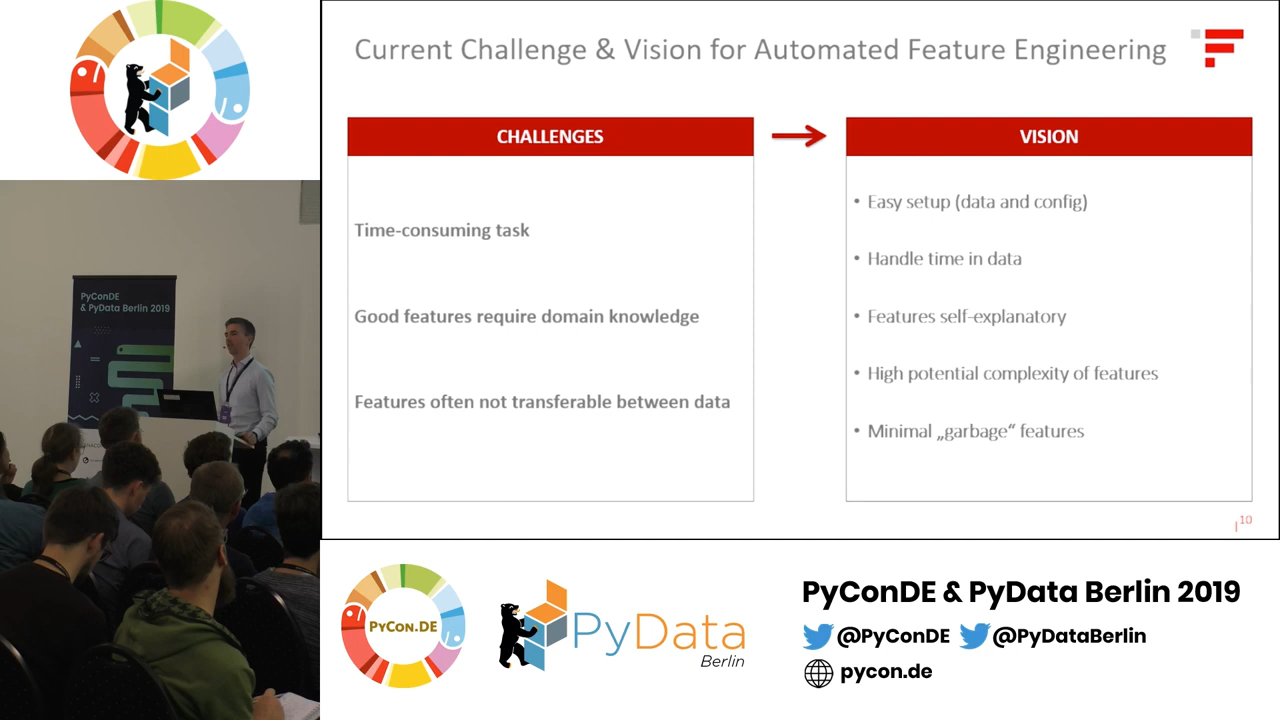 Current Challenge & Vision for Automated Feature Engineering
CHALLENGES
Time-consuming task
Good features require domain knowledge
Features often not transferable between data
VISION
• Easy setup (data and config)
• Handle time in data
• Features self-explanatory
• High potential complexity of features
• Minimal „garbage“ features
10
PyConDE
& PyData Berlin 2019
PYCON.DE
PyData
Berlin
PyConDE & PyData Berlin 2019
@PyConDE @PyDataBerlin
pycon.de